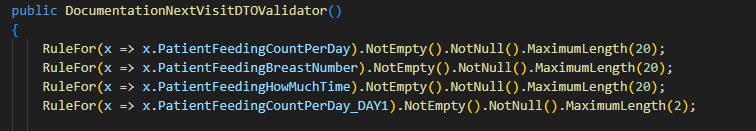 public DocumentationNextVisitDTOValidator()
{
RuleFor(x => x.PatientFeedingCountPerDay).NotEmpty().NotNull().MaximumLength(20);
RuleFor(x => x.PatientFeedingBreastNumber).NotEmpty().NotNull().MaximumLength(20);
RuleFor(x => x.PatientFeedingHowMuchTime).NotEmpty().NotNull().MaximumLength(20);
RuleFor(x => x.PatientFeedingCountPerDay_DAY1).NotEmpty().NotNull().MaximumLength(2);